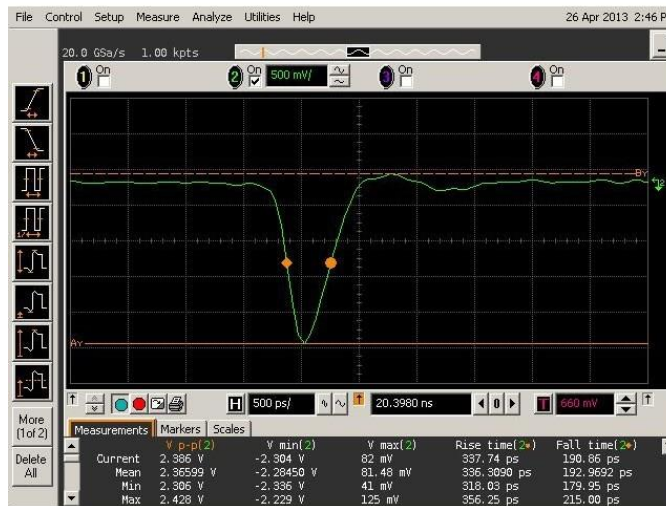 File Control Setup Measure Analyze Utilities Help 26 Apr 2013 2:46 P
20.0 GSa/s 1.00 kpts
1 On 2 On 500 mV/ 3 On 4 On
BY 2
AY
1/
H 500 ps/ 20.3980 ns 0 T 660 mV
More
(1 of 2)
Delete
All
Measurements Markers Scales
V p-p(2) V min(2) V max(2) Rise time(2) Fall time(2)
Current 2.386 V -2.304 V 82 mV 337.74 ps 190.86 ps
Mean 2.36599 V -2.28450 V 81.48 mV 336.3090 ps 192.9692 ps
Min 2.306 V -2.336 V 41 mV 318.03 ps 179.95 ps
Max 2.428 V -2.229 V 125 mV 356.25 ps 215.00 ps